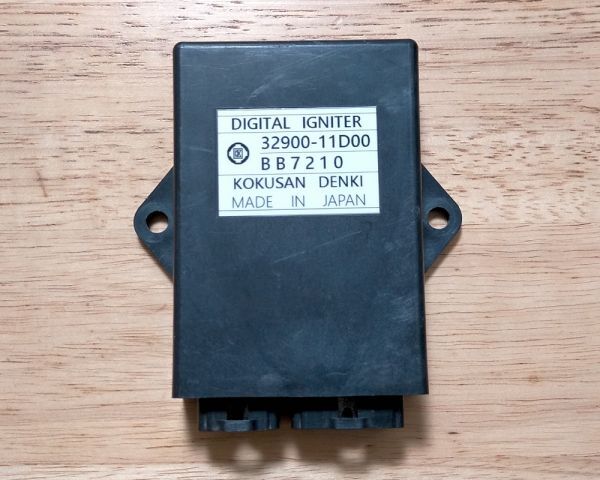 DIGITAL IGNITER
32900-11D00
BB7210
KOKUSAN DENKI
MADE IN JAPAN